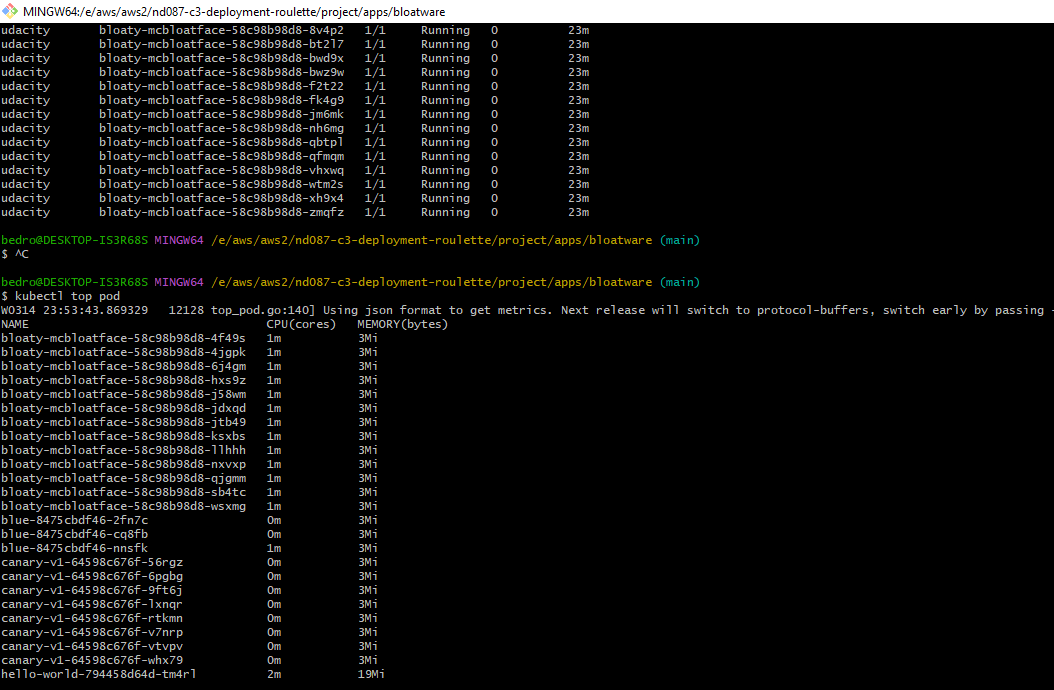 MINGW64:/e/aws/aws2/nd087-c3-deployment-roulette/project/apps/bloatware
udacity bloaty-mcbloatface-58c98b98d8-8v4p2 1/1 Running 0 23m
udacity bloaty-mcbloatface-58c98b98d8-bt2l7 1/1 Running 0 23m
udacity bloaty-mcbloatface-58c98b98d8-bwd9x 1/1 Running 0 23m
udacity bloaty-mcbloatface-58c98b98d8-bwz9w 1/1 Running 0 23m
udacity bloaty-mcbloatface-58c98b98d8-f2t22 1/1 Running 0 23m
udacity bloaty-mcbloatface-58c98b98d8-fk4g9 1/1 Running 0 23m
udacity bloaty-mcbloatface-58c98b98d8-jm6mk 1/1 Running 0 23m
udacity bloaty-mcbloatface-58c98b98d8-nh6mg 1/1 Running 0 23m
udacity bloaty-mcbloatface-58c98b98d8-qbtpl 1/1 Running 0 23m
udacity bloaty-mcbloatface-58c98b98d8-qfmqm 1/1 Running 0 23m
udacity bloaty-mcbloatface-58c98b98d8-vhxwq 1/1 Running 0 23m
udacity bloaty-mcbloatface-58c98b98d8-wtm2s 1/1 Running 0 23m
udacity bloaty-mcbloatface-58c98b98d8-xh9x4 1/1 Running 0 23m
udacity bloaty-mcbloatface-58c98b98d8-zmqfz 1/1 Running 0 23m
bedro@DESKTOP-IS3R68S MINGW64 /e/aws/aws2/nd087-c3-deployment-roulette/project/apps/bloatware (main)
$ ^C
bedro@DESKTOP-IS3R68S MINGW64 /e/aws/aws2/nd087-c3-deployment-roulette/project/apps/bloatware (main)
$ kubectl top pod
W0314 23:53:43.869329 12128 top_pod.go:140] Using json format to get metrics. Next release will switch to protocol-buffers, switch early by passing -
NAME CPU(cores) MEMORY(bytes)
bloaty-mcbloatface-58c98b98d8-4f49s 1m 3Mi
bloaty-mcbloatface-58c98b98d8-4jgpk 1m 3Mi
bloaty-mcbloatface-58c98b98d8-6j4gm 1m 3Mi
bloaty-mcbloatface-58c98b98d8-hxs9z 1m 3Mi
bloaty-mcbloatface-58c98b98d8-j58wm 1m 3Mi
bloaty-mcbloatface-58c98b98d8-jdxqd 1m 3Mi
bloaty-mcbloatface-58c98b98d8-jtb49 1m 3Mi
bloaty-mcbloatface-58c98b98d8-ksxbs 1m 3Mi
bloaty-mcbloatface-58c98b98d8-llhhh 1m 3Mi
bloaty-mcbloatface-58c98b98d8-nxvxp 1m 3Mi
bloaty-mcbloatface-58c98b98d8-qjgmm 1m 3Mi
bloaty-mcbloatface-58c98b98d8-sb4tc 1m 3Mi
bloaty-mcbloatface-58c98b98d8-wsxmg 1m 3Mi
blue-8475cbdf46-2fn7c 0m 3Mi
blue-8475cbdf46-cq8fb 0m 3Mi
blue-8475cbdf46-nnsfk 1m 3Mi
canary-v1-64598c676f-56rgz 0m 3Mi
canary-v1-64598c676f-6pgbg 0m 3Mi
canary-v1-64598c676f-9ft6j 0m 3Mi
canary-v1-64598c676f-lxnqr 0m 3Mi
canary-v1-64598c676f-rtkmn 0m 3Mi
canary-v1-64598c676f-v7nrp 0m 3Mi
canary-v1-64598c676f-vtvpv 0m 3Mi
canary-v1-64598c676f-whx79 0m 3Mi
hello-world-794458d64d-tm4rl 2m 19Mi